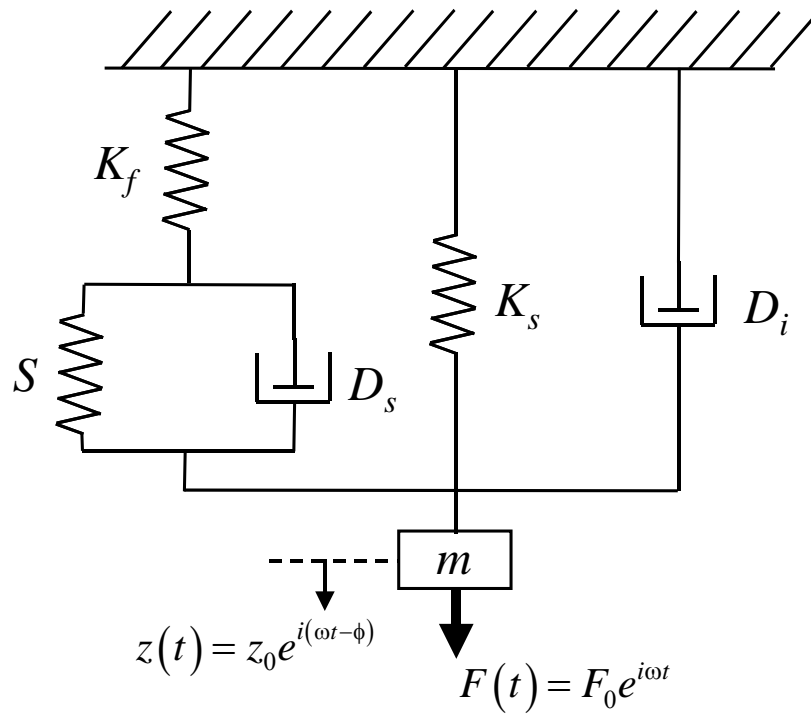 K_f
K_s
D_i
S
D_s
m
z(t) = z_0 e^{i(ωt-ϕ)}
F(t) = F_0 e^{iωt}